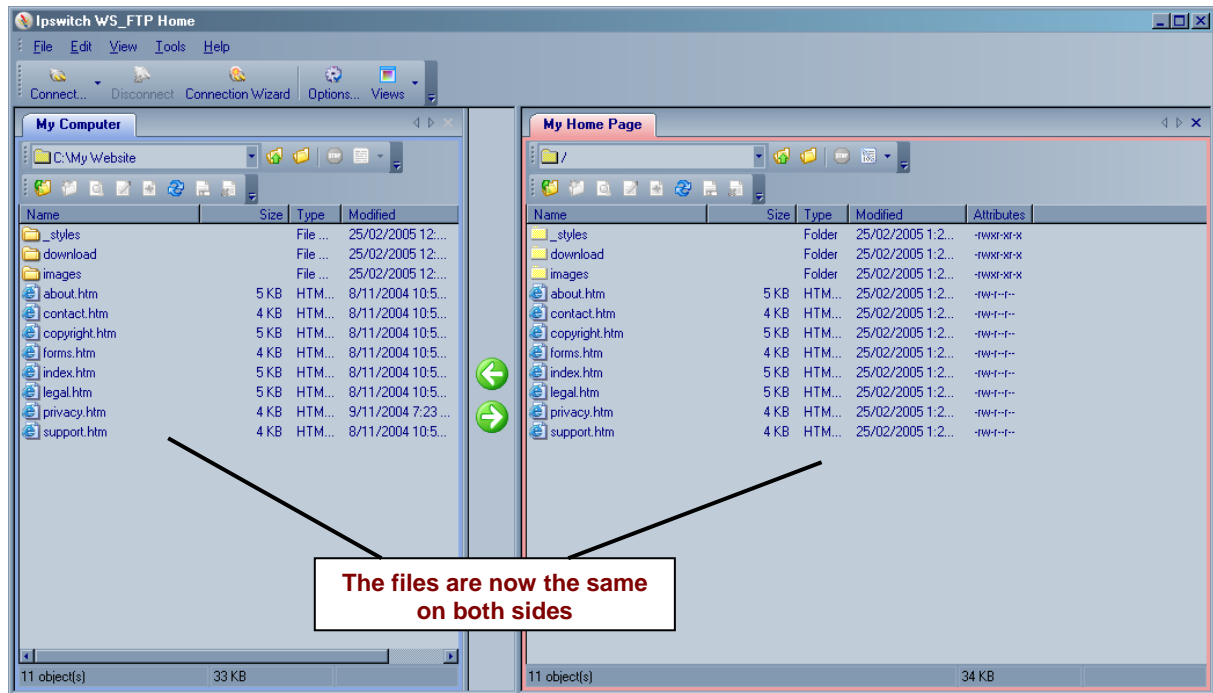 Ipswitch WS_FTP Home
File Edit View Tools Help
Connect... Disconnect Connection Wizard Options... Views
My Computer
C:\My Website
Name Size Type Modified
_styles File ... 25/02/2005 12:...
download File ... 25/02/2005 12:...
images File ... 25/02/2005 12:...
about.htm 5 KB HTM... 8/11/2004 10:5...
contact.htm 4 KB HTM... 8/11/2004 10:5...
copyright.htm 5 KB HTM... 8/11/2004 10:5...
forms.htm 4 KB HTM... 8/11/2004 10:5...
index.htm 5 KB HTM... 8/11/2004 10:5...
legal.htm 5 KB HTM... 8/11/2004 10:5...
privacy.htm 4 KB HTM... 9/11/2004 7:23 ...
support.htm 4 KB HTM... 8/11/2004 10:5...
11 object(s) 33 KB
My Home Page
/
Name Size Type Modified Attributes
_styles Folder 25/02/2005 1:2... -rwxr-xr-x
download Folder 25/02/2005 1:2... -rwxr-xr-x
images Folder 25/02/2005 1:2... -rwxr-xr-x
about.htm 5 KB HTM... 25/02/2005 1:2... -rw-r--r--
contact.htm 4 KB HTM... 25/02/2005 1:2... -rw-r--r--
copyright.htm 5 KB HTM... 25/02/2005 1:2... -rw-r--r--
forms.htm 4 KB HTM... 25/02/2005 1:2... -rw-r--r--
index.htm 5 KB HTM... 25/02/2005 1:2... -rw-r--r--
legal.htm 5 KB HTM... 25/02/2005 1:2... -rw-r--r--
privacy.htm 4 KB HTM... 25/02/2005 1:2... -rw-r--r--
support.htm 4 KB HTM... 25/02/2005 1:2... -rw-r--r--
11 object(s) 34 KB
The files are now the same
on both sides